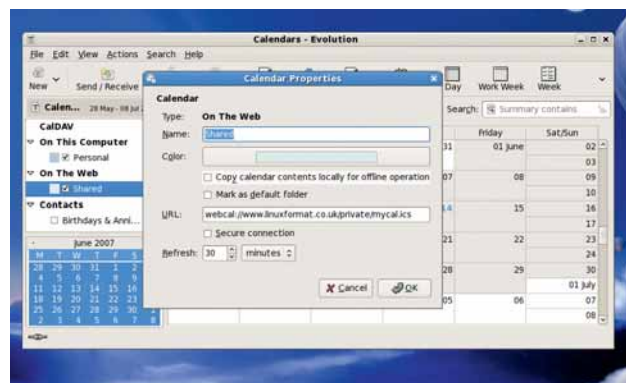 Calendars - Evolution
File Edit View Actions Search Help
New Send / Receive Day Work Week Week
Calen... 28 May - 08 Jul
Search: Summary contains
CalDAV
On This Computer
Personal
On The Web
Shared
Contacts
Birthdays & Anni...
June 2007
M T W T F S
28 29 30 31 1 2
4 5 6 7 8 9
11 12 13 14 15 16
18 19 20 21 22 23
25 26 27 28 29 30 1
2 3 4 5 6 7 8
Calendar Properties
Calendar
Type: On The Web
Name: Shared
Color:
Copy calendar contents locally for offline operation
Mark as default folder
URL: webcal://www.linuxformat.co.uk/private/mycal.ics
Secure connection
Refresh: 30 minutes
Cancel OK
Friday Sat/Sun
31 01 June 02
03
07 08 09
10
14 15 16
17
21 22 23
24
28 29 30
01 July
05 06 07
08